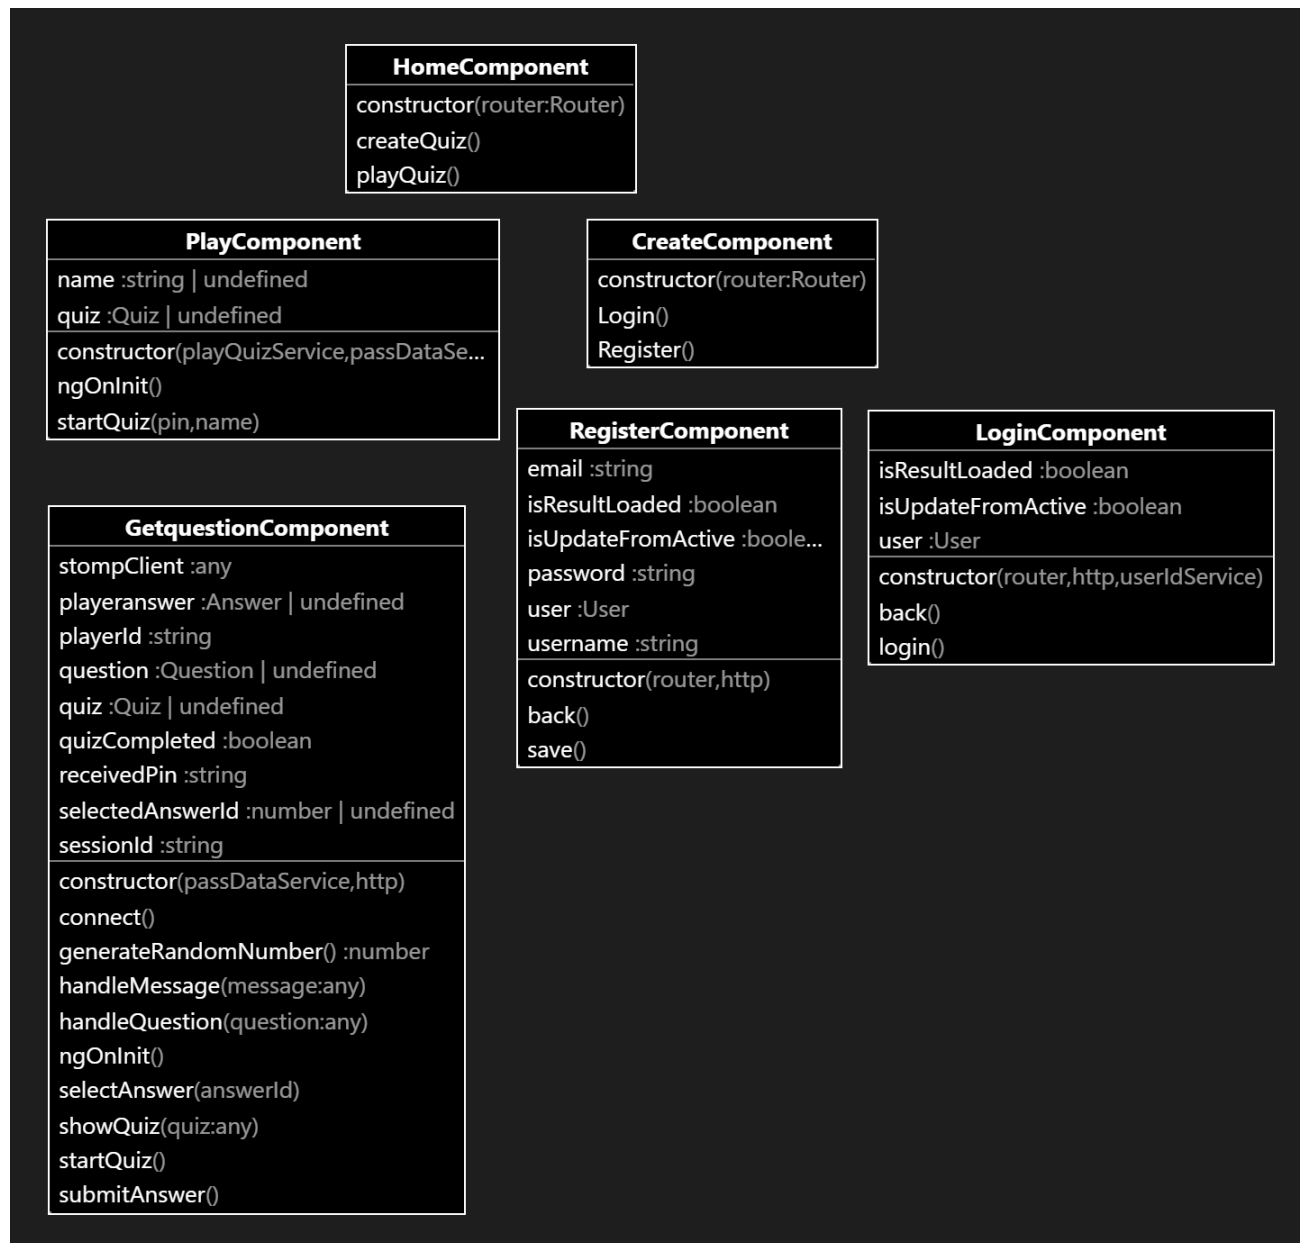 HomeComponent
constructor(router:Router)
createQuiz()
playQuiz()
PlayComponent
name :string | undefined
quiz :Quiz | undefined
constructor(playQuizService,passDataSe...
ngOnInit()
startQuiz(pin,name)
CreateComponent
constructor(router:Router)
Login()
Register()
RegisterComponent
email :string
isResultLoaded :boolean
isUpdateFromActive :boole...
password :string
user :User
username :string
constructor(router,http)
back()
save()
LoginComponent
isResultLoaded :boolean
isUpdateFromActive :boolean
user :User
constructor(router,http,userIdService)
back()
login()
GetquestionComponent
stompClient :any
playeranswer :Answer | undefined
playerId :string
question :Question | undefined
quiz :Quiz | undefined
quizCompleted :boolean
receivedPin :string
selectedAnswerId :number | undefined
sessionId :string
constructor(passDataService,http)
connect()
generateRandomNumber() :number
handleMessage(message:any)
handleQuestion(question:any)
ngOnInit()
selectAnswer(answerId)
showQuiz(quiz:any)
startQuiz()
submitAnswer()